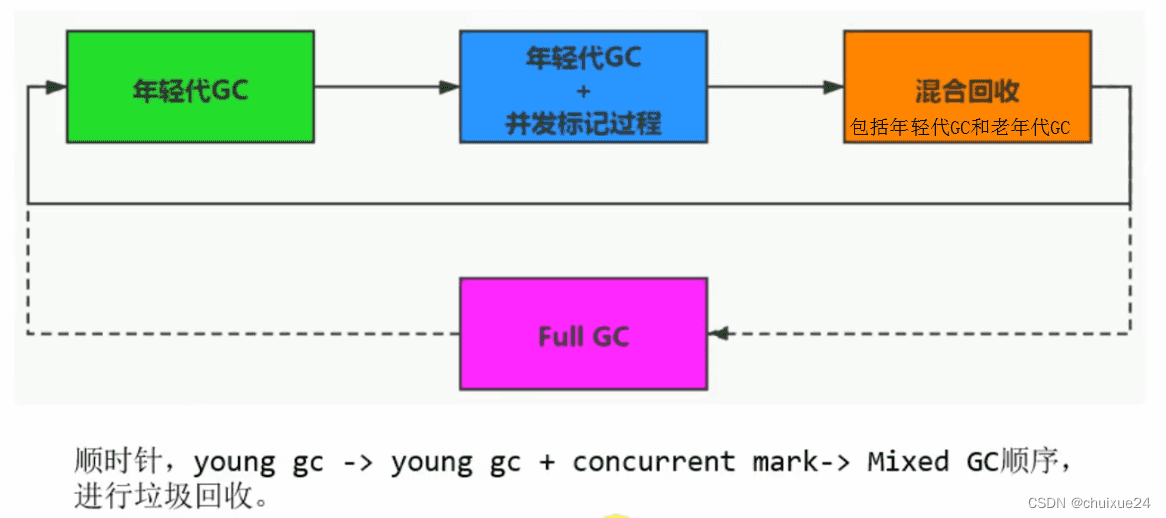 年轻代GC
年轻代GC
+
并发标记过程
混合回收
包括年轻代GC和老年代GC
Full GC
顺时针，young gc -> young gc + concurrent mark-> Mixed GC顺序，
进行垃圾回收。
CSDN @chuixue24